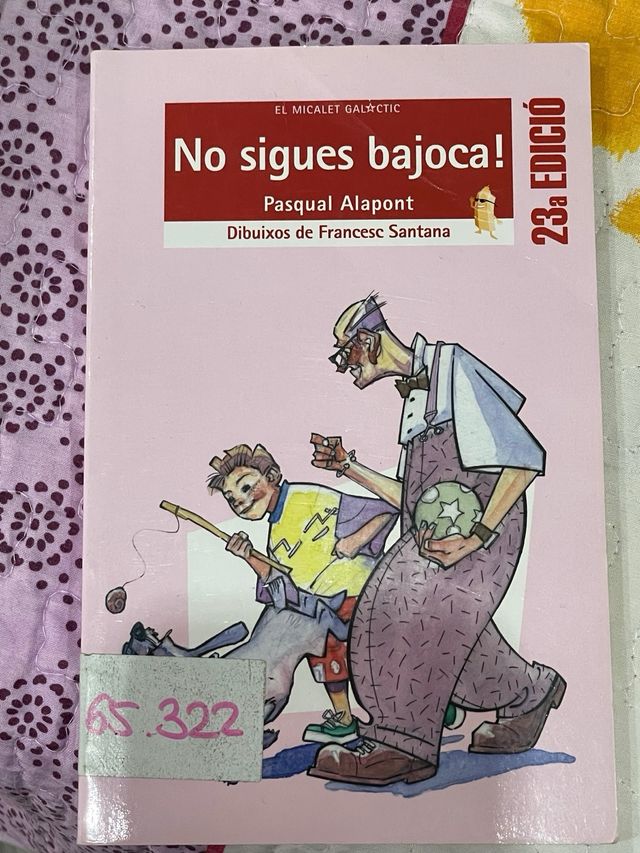 EL MICALET GALÀCTIC
No sigues bajoca!
Pasqual Alapont
Dibuixos de Francesc Santana
23a EDICIÓ
65.322